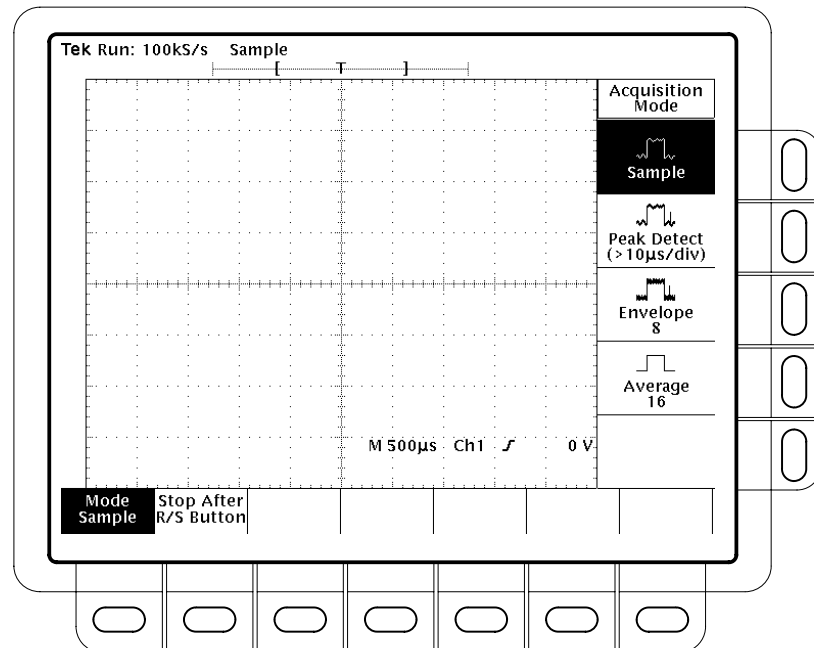 Tek Run: 100kS/s Sample
[ T ]
Acquisition
Mode
Sample
Peak Detect
(>10µs/div)
Envelope
8
Average
16
M 500µs Ch1 0 V
Mode
Sample
Stop After
R/S Button